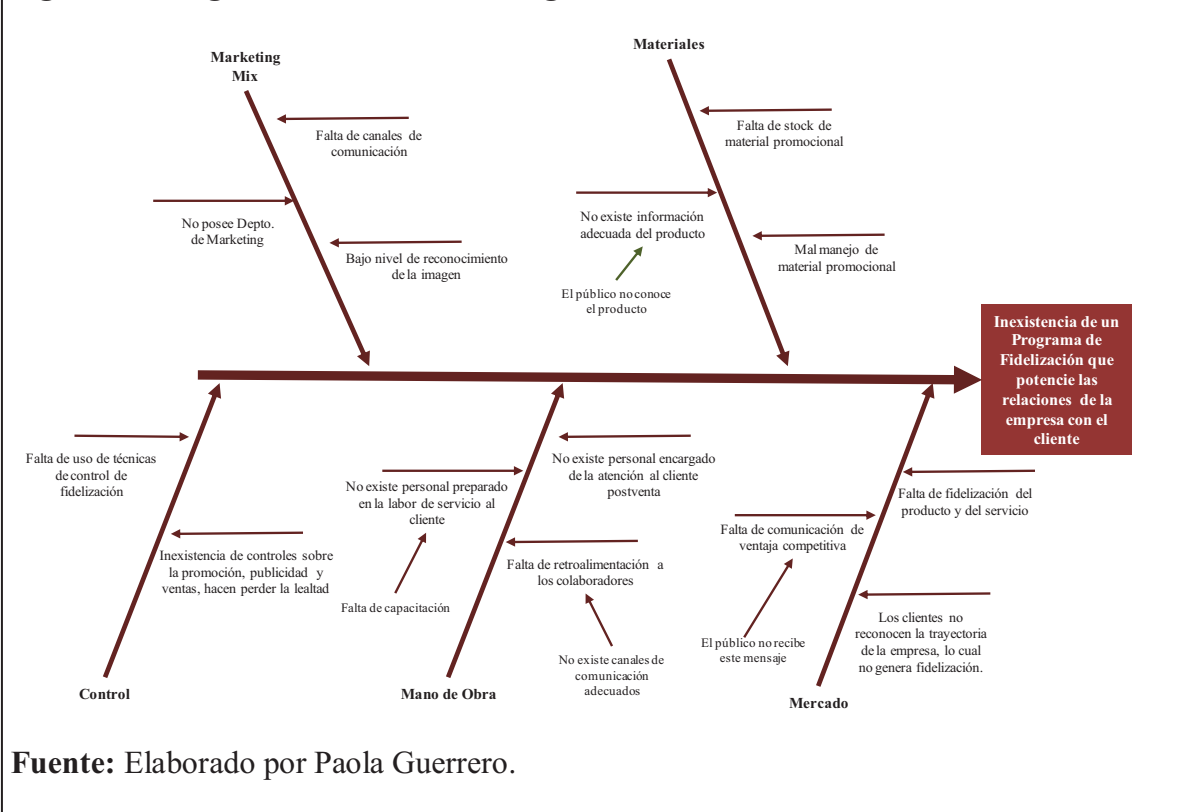 Marketing
Mix
Falta de canales de
comunicación
No posee Depto.
de Marketing
Bajo nivel de reconocimiento
de la imagen
Materiales
Falta de stock de
material promocional
No existe información
adecuada del producto
El público no conoce
el producto
Mal manejo de
material promocional
Inexistencia de un
Programa de
Fidelización que
potencie las
relaciones de la
empresa con el
cliente
Falta de uso de técnicas
de control de
fidelización
Inexistencia de controles sobre
la promoción, publicidad y
ventas, hacen perder la lealtad
Control
No existe personal encargado
de la atención al cliente
postventa
No existe personal preparado
en la labor de servicio al
cliente
Falta de capacitación
Falta de retroalimentación a
los colaboradores
No existe canales de
comunicación
adecuados
Mano de Obra
Falta de fidelización del
producto y del servicio
Falta de comunicación de
ventaja competitiva
El público no recibe
este mensaje
Los clientes no
reconocen la trayectoria
de la empresa, lo cual
no genera fidelización.
Mercado
Fuente: Elaborado por Paola Guerrero.